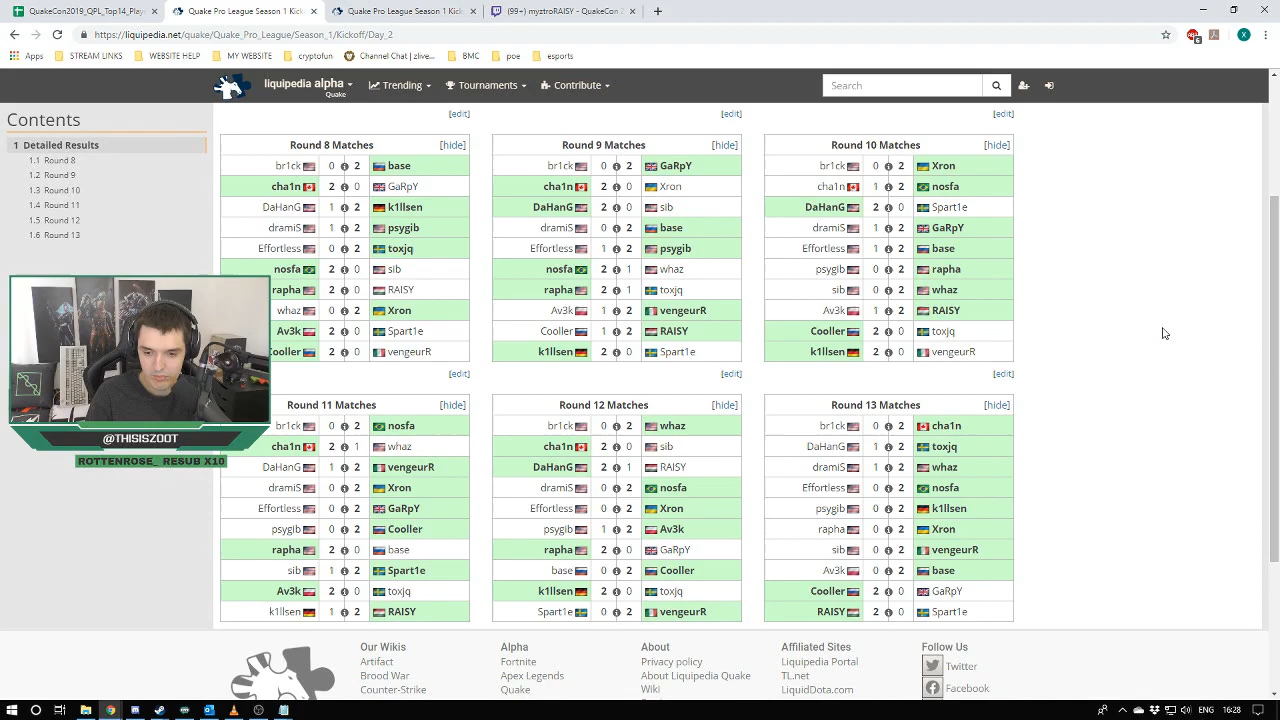 QuakeCon2019_QPL_Top14_Playe
Quake Pro League Season 1 Kickof
Quake Pro League Season 1 Kickof
(99+) myztroRAISY - QuakeCon 2
https://liquipedia.net/quake/Quake_Pro_League/Season_1/Kickoff/Day_2
Apps
STREAM LINKS
WEBSITE HELP
MY WEBSITE
cryptofun
Channel Chat | zlive...
BMC
poe
esports
liquipedia alpha
Quake
Trending
Tournaments
Contribute
Search
Contents
1 Detailed Results
1.1 Round 8
1.2 Round 9
1.3 Round 10
1.4 Round 11
1.5 Round 12
1.6 Round 13
[edit]
Round 8 Matches [hide]
br1ck 0 2 base
cha1n 2 0 GaRpY
DaHanG 1 2 k1llsen
dramiS 1 2 psygib
Effortless 0 2 toxjq
nosfa 2 0 sib
rapha 2 0 RAISY
whaz 0 2 Xron
Av3k 2 0 Spart1e
Cooller 2 0 vengeurR
[edit]
Round 9 Matches [hide]
br1ck 0 2 GaRpY
cha1n 2 0 Xron
DaHanG 2 0 sib
dramiS 0 2 base
Effortless 1 2 psygib
nosfa 2 1 whaz
rapha 2 1 toxjq
Av3k 1 2 vengeurR
Cooller 1 2 RAISY
k1llsen 2 0 Spart1e
[edit]
Round 10 Matches [hide]
br1ck 0 2 Xron
cha1n 1 2 nosfa
DaHanG 2 0 Spart1e
dramiS 1 2 GaRpY
Effortless 1 2 base
psygib 0 2 rapha
sib 0 2 whaz
Av3k 1 2 RAISY
Cooller 2 0 toxjq
k1llsen 2 0 vengeurR
[edit]
Round 11 Matches [hide]
br1ck 0 2 nosfa
cha1n 2 1 whaz
DaHanG 1 2 vengeurR
dramiS 0 2 Xron
Effortless 0 2 GaRpY
psygib 0 2 Cooller
rapha 2 0 base
sib 1 2 Spart1e
Av3k 2 0 toxjq
k1llsen 1 2 RAISY
[edit]
Round 12 Matches [hide]
br1ck 0 2 whaz
cha1n 2 0 sib
DaHanG 2 1 RAISY
dramiS 0 2 nosfa
Effortless 0 2 Xron
psygib 1 2 Av3k
rapha 2 0 GaRpY
base 0 2 Cooller
k1llsen 2 0 toxjq
Spart1e 0 2 vengeurR
[edit]
Round 13 Matches [hide]
br1ck 0 2 cha1n
DaHanG 1 2 toxjq
dramiS 1 2 whaz
Effortless 0 2 nosfa
psygib 0 2 k1llsen
rapha 0 2 Xron
sib 0 2 vengeurR
Av3k 0 2 base
Cooller 2 0 GaRpY
RAISY 2 0 Spart1e
@THISISZOOT
ROTTENROSE_ RESUB X10
Our Wikis
Artifact
Brood War
Counter-Strike
Alpha
Fortnite
Apex Legends
Quake
About
Privacy policy
About Liquipedia Quake
Wiki
Affiliated Sites
Liquipedia Portal
TL.net
LiquidDota.com
Follow Us
Twitter
Facebook
ENG
16:28